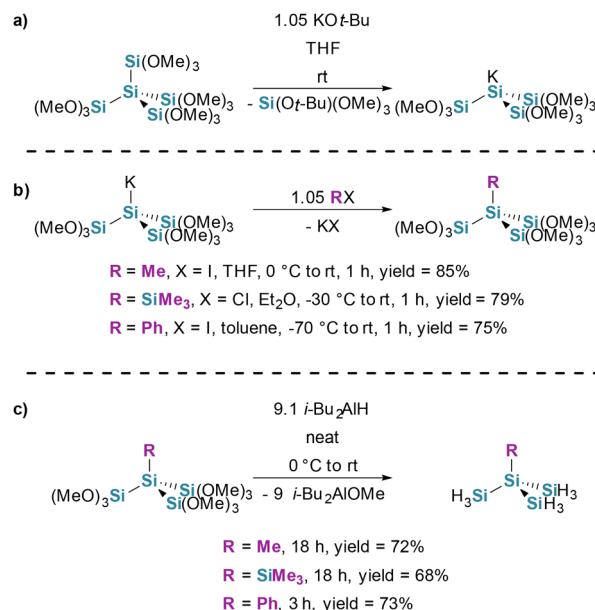 a)
1.05 KOt-Bu
THF
rt
- Si(Ot-Bu)(OMe)3
Si(OMe)3
Si
(MeO)3Si
Si(OMe)3
Si(OMe)3
K
Si
(MeO)3Si
Si(OMe)3
Si(OMe)3
b)
K
Si
(MeO)3Si
Si(OMe)3
Si(OMe)3
1.05 RX
- KX
R
Si
(MeO)3Si
Si(OMe)3
Si(OMe)3
R = Me, X = I, THF, 0 °C to rt, 1 h, yield = 85%
R = SiMe3, X = Cl, Et2O, -30 °C to rt, 1 h, yield = 79%
R = Ph, X = I, toluene, -70 °C to rt, 1 h, yield = 75%
c)
9.1 i-Bu2AlH
neat
0 °C to rt
- 9 i-Bu2AlOMe
R
Si
(MeO)3Si
Si(OMe)3
Si(OMe)3
R
Si
H3Si
SiH3
SiH3
R = Me, 18 h, yield = 72%
R = SiMe3, 18 h, yield = 68%
R = Ph, 3 h, yield = 73%